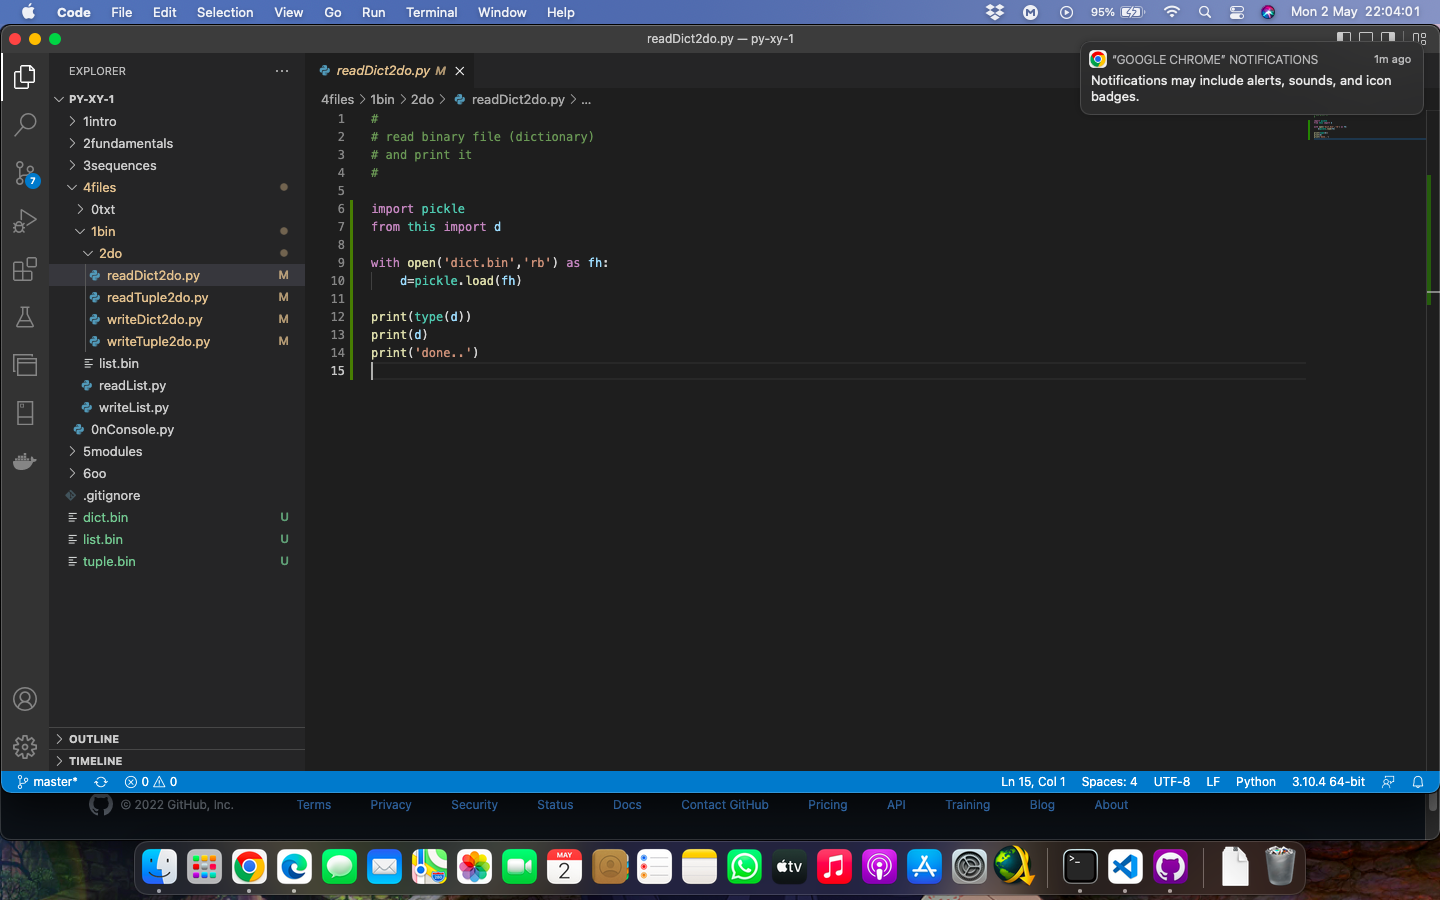 Code File Edit Selection View Go Run Terminal Window Help 95% Mon 2 May 22:04:01
readDict2do.py — py-xy-1
"GOOGLE CHROME" NOTIFICATIONS 1m ago
Notifications may include alerts, sounds, and icon
badges.
EXPLORER
PY-XY-1
1intro
2fundamentals
3sequences
4files
0txt
1bin
2do
readDict2do.py M
readTuple2do.py M
writeDict2do.py M
writeTuple2do.py M
list.bin
readList.py
writeList.py
0nConsole.py
5modules
6oo
.gitignore
dict.bin U
list.bin U
tuple.bin U
OUTLINE
TIMELINE
7
readDict2do.py M
4files > 1bin > 2do > readDict2do.py > ...
1 #
2 # read binary file (dictionary)
3 # and print it
4 #
5
6 import pickle
7 from this import d
8
9 with open('dict.bin','rb') as fh:
10     d=pickle.load(fh)
11
12 print(type(d))
13 print(d)
14 print('done..')
15
master* 0 0 Ln 15, Col 1 Spaces: 4 UTF-8 LF Python 3.10.4 64-bit
© 2022 GitHub, Inc. Terms Privacy Security Status Docs Contact GitHub Pricing API Training Blog About
MAY
2
tv